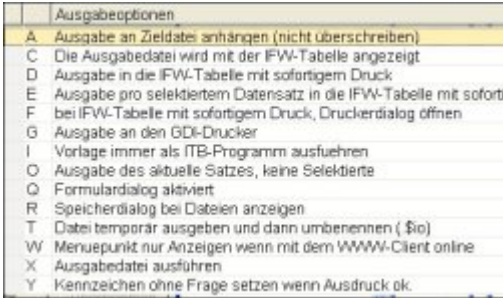 Ausgabeoptionen
A Ausgabe an Zieldatei anhängen (nicht überschreiben)
C Die Ausgabedatei wird mit der IFW-Tabelle angezeigt
D Ausgabe in die IFW-Tabelle mit sofortigem Druck
E Ausgabe pro selektiertem Datensatz in die IFW-Tabelle mit soforti
F bei IFW-Tabelle mit sofortigem Druck, Druckerdialog öffnen
G Ausgabe an den GDI-Drucker
I Vorlage immer als ITB-Programm ausfuehren
O Ausgabe des aktuelle Satzes, keine Selektierte
Q Formulardialog aktiviert
R Speicherdialog bei Dateien anzeigen
T Datei temporär ausgeben und dann umbenennen ( $io)
W Menuepunkt nur Anzeigen wenn mit dem WWW-Client online
X Ausgabedatei ausführen
Y Kennzeichen ohne Frage setzen wenn Ausdruck ok.